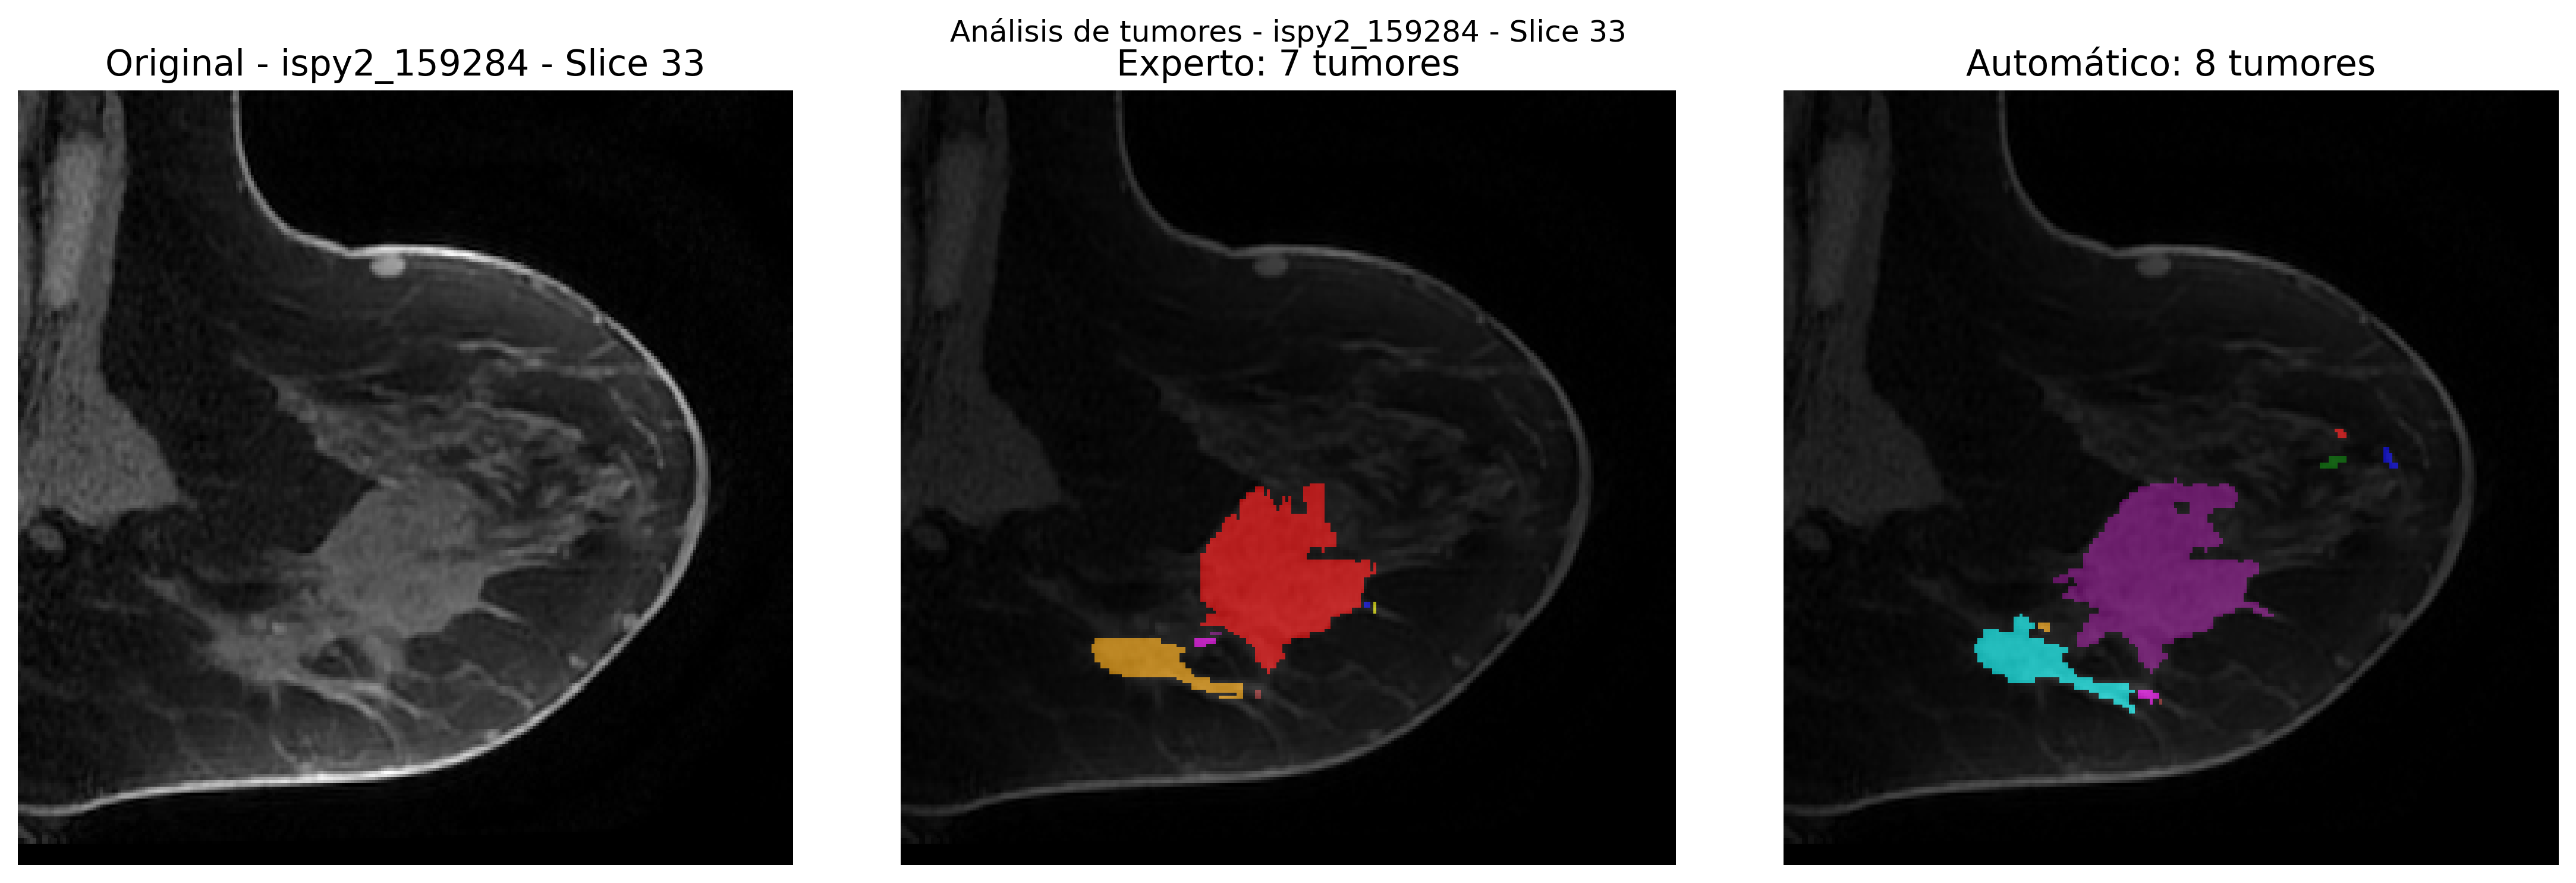 Análisis de tumores - ispy2_159284 - Slice 33
Original - ispy2_159284 - Slice 33
Experto: 7 tumores
Automático: 8 tumores